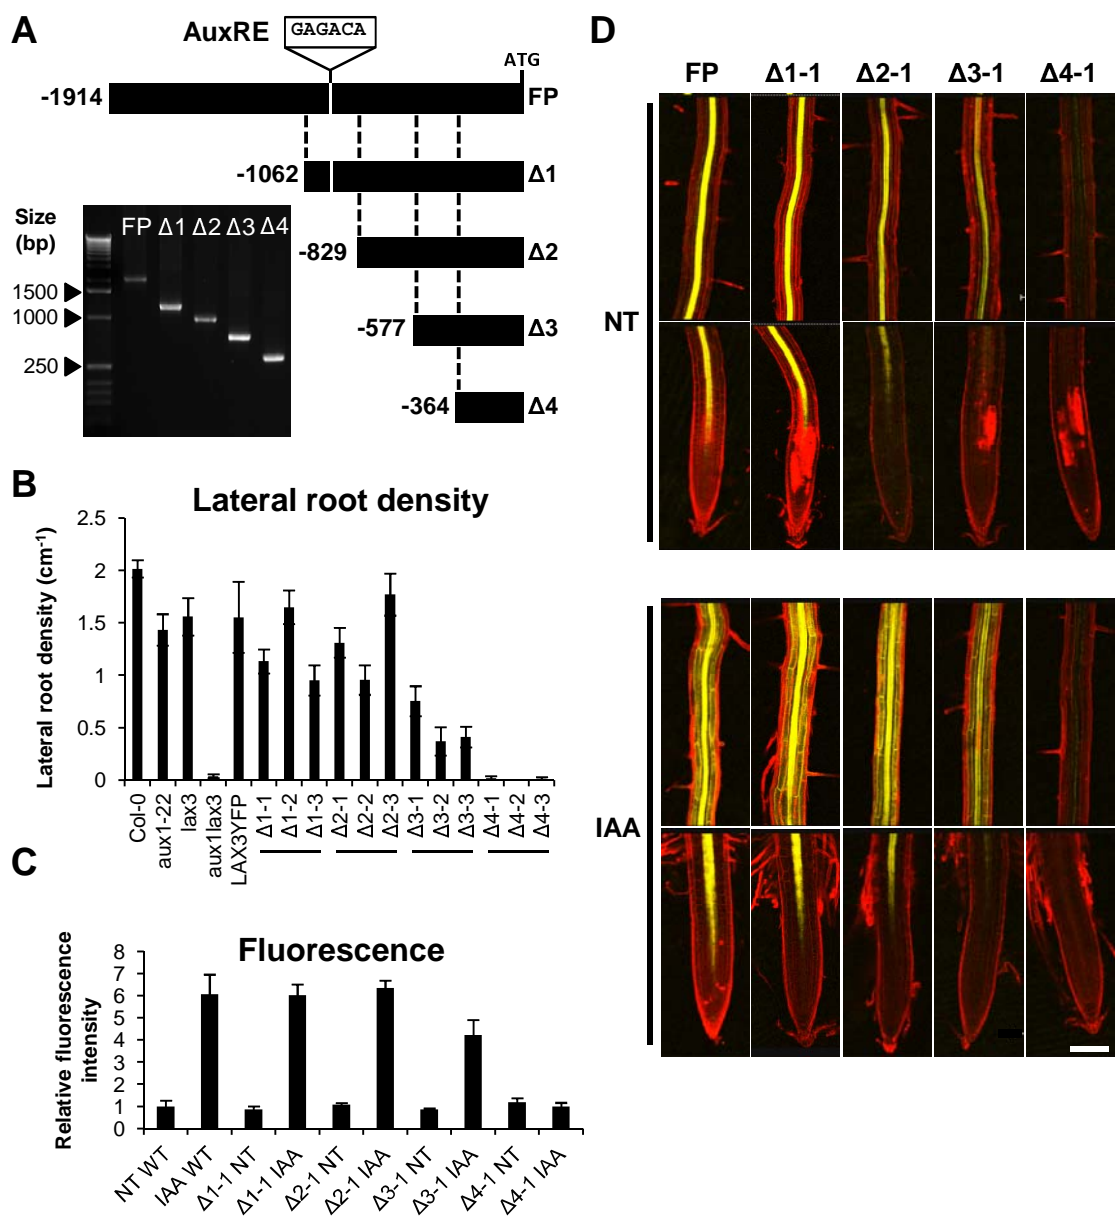 A
AuxRE
GAGACA
ATG
-1914
FP
-1062
Δ1
-829
Δ2
-577
Δ3
-364
Δ4
Size
(bp)
FP Δ1 Δ2 Δ3 Δ4
1500
1000
250
B
Lateral root density
Lateral root density (cm-1)
2.5
2
1.5
1
0.5
0
Col-0
aux1-22
lax3
aux1lax3
LAX3YFP
Δ1-1
Δ1-2
Δ1-3
Δ2-1
Δ2-2
Δ2-3
Δ3-1
Δ3-2
Δ3-3
Δ4-1
Δ4-2
Δ4-3
C
Fluorescence
Relative fluorescence
intensity
8
7
6
5
4
3
2
1
0
NT WT
IAA WT
Δ1-1 NT
Δ1-1 IAA
Δ2-1 NT
Δ2-1 IAA
Δ3-1 NT
Δ3-1 IAA
Δ4-1 NT
Δ4-1 IAA
D
FP Δ1-1 Δ2-1 Δ3-1 Δ4-1
NT
IAA